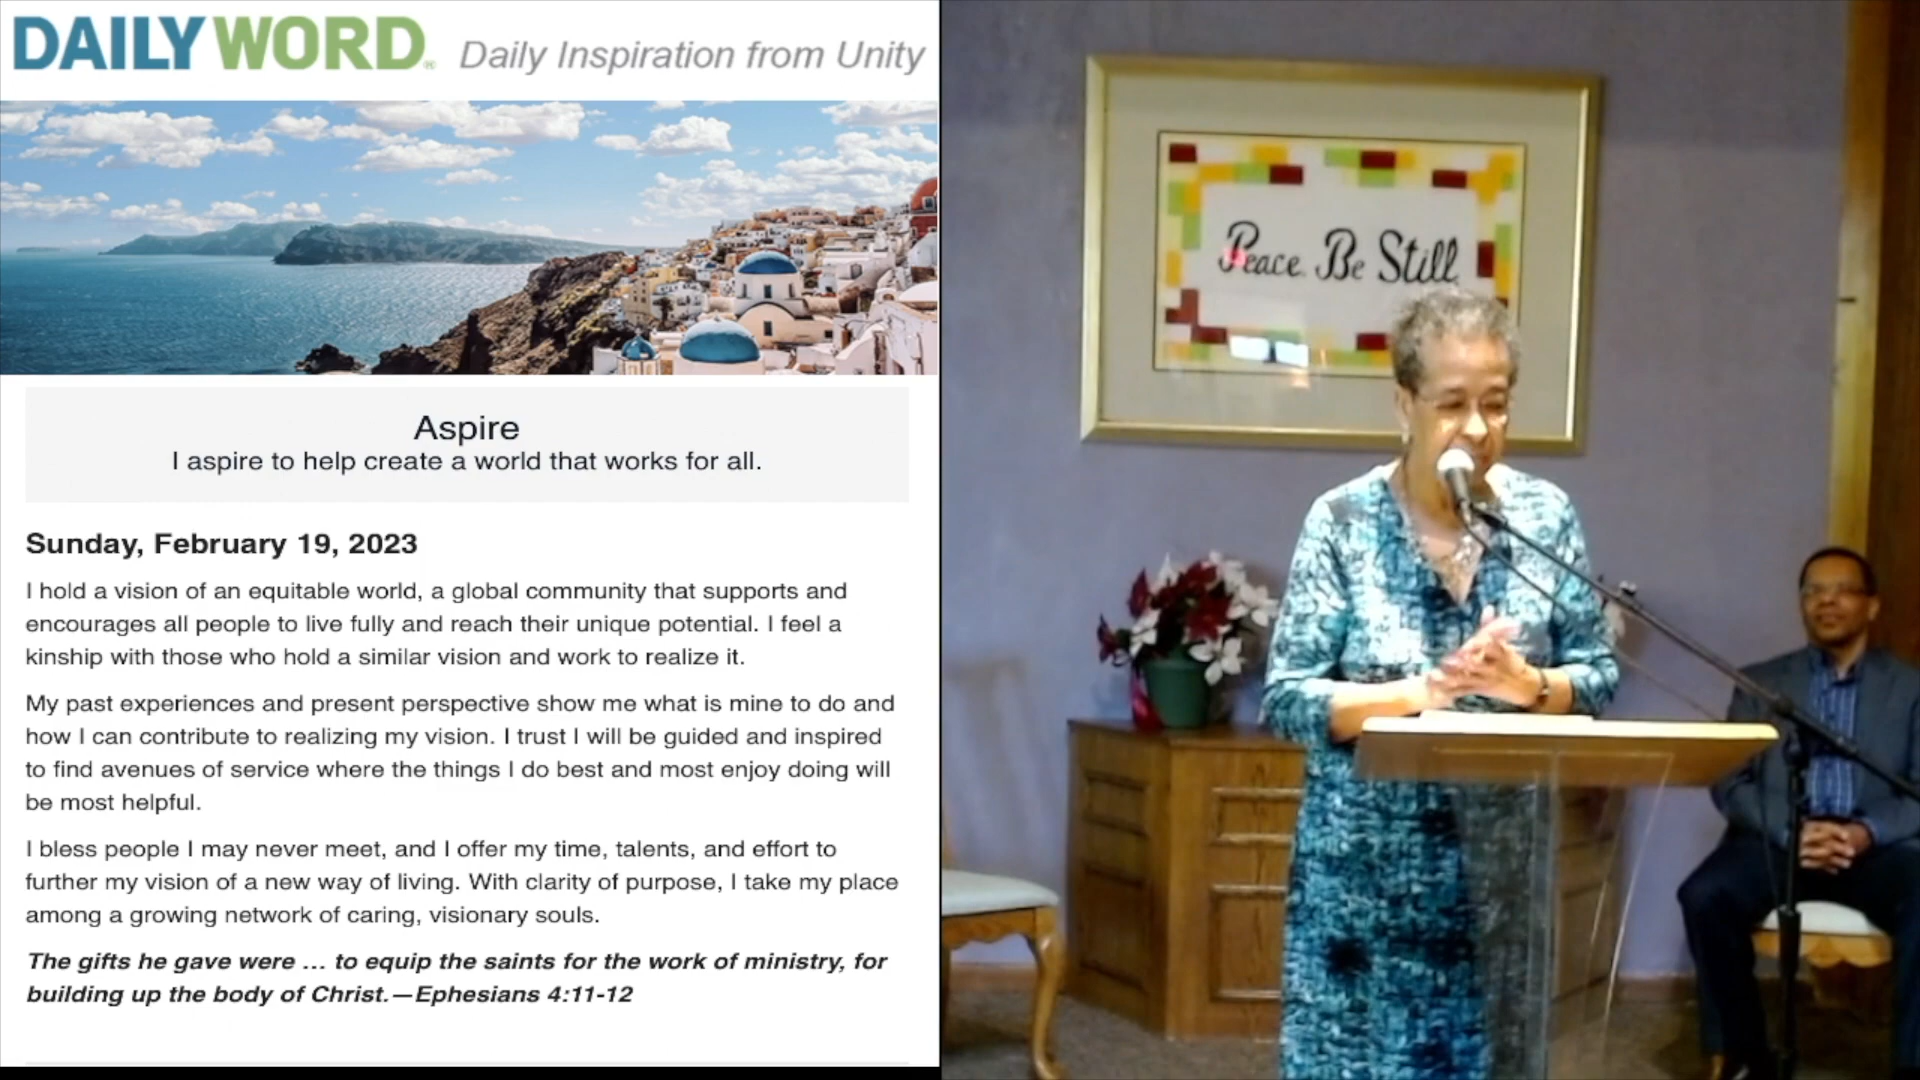 DAILY WORD® Daily Inspiration from Unity
Aspire
I aspire to help create a world that works for all.
Sunday, February 19, 2023
I hold a vision of an equitable world, a global community that supports and
encourages all people to live fully and reach their unique potential. I feel a
kinship with those who hold a similar vision and work to realize it.
My past experiences and present perspective show me what is mine to do and
how I can contribute to realizing my vision. I trust I will be guided and inspired
to find avenues of service where the things I do best and most enjoy doing will
be most helpful.
I bless people I may never meet, and I offer my time, talents, and effort to
further my vision of a new way of living. With clarity of purpose, I take my place
among a growing network of caring, visionary souls.
The gifts he gave were ... to equip the saints for the work of ministry, for
building up the body of Christ.—Ephesians 4:11-12
Peace Be Still